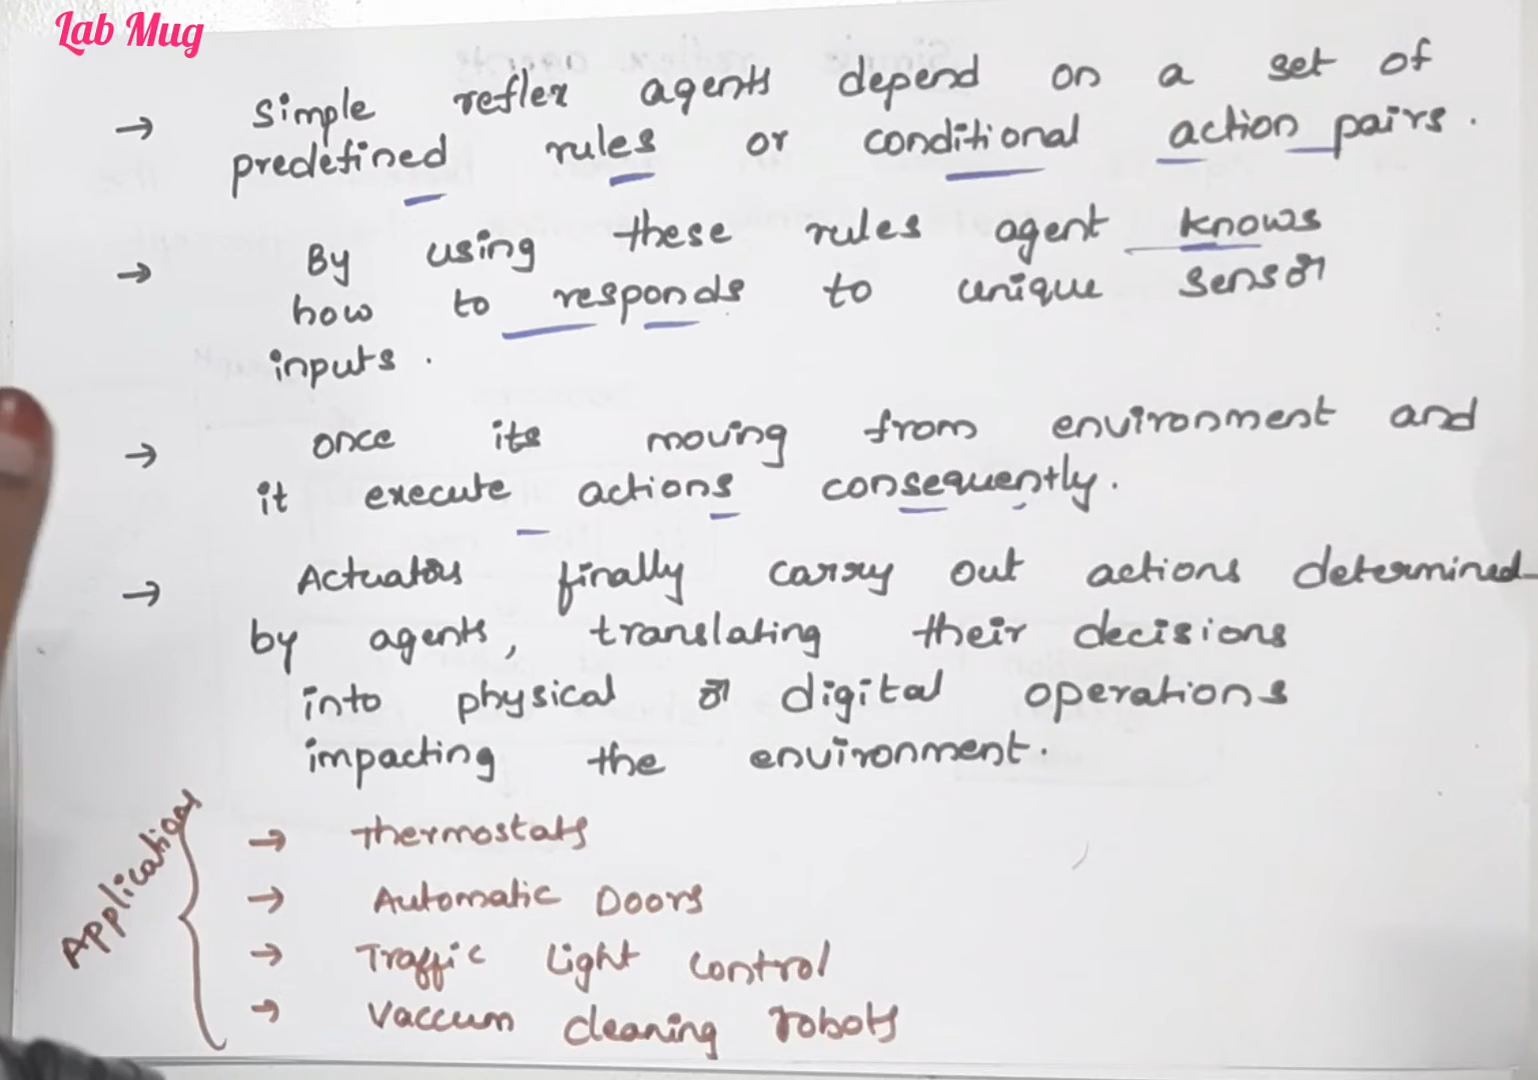 Lab Mug
→ Simple reflex agents depend on a set of
predefined rules or conditional action pairs.
→ By using these rules agent knows
how to responds to unique sensor
inputs.
→ once its moving from environment and
it execute actions consequently.
→ Actuators finally carry out actions determined
by agents, translating their decisions
into physical or digital operations
impacting the environment.
Applications
→ Thermostats
→ Automatic Doors
→ Traffic Light Control
→ Vaccum cleaning robots